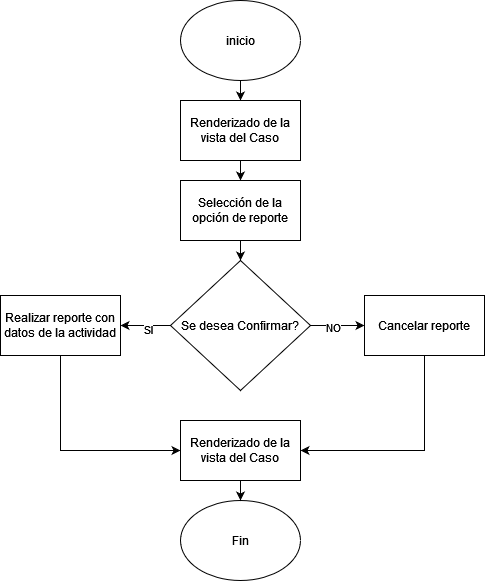 inicio
Renderizado de la
vista del Caso
Selección de la
opción de reporte
Se desea Confirmar?
SI
NO
Realizar reporte con
datos de la actividad
Cancelar reporte
Renderizado de la
vista del Caso
Fin